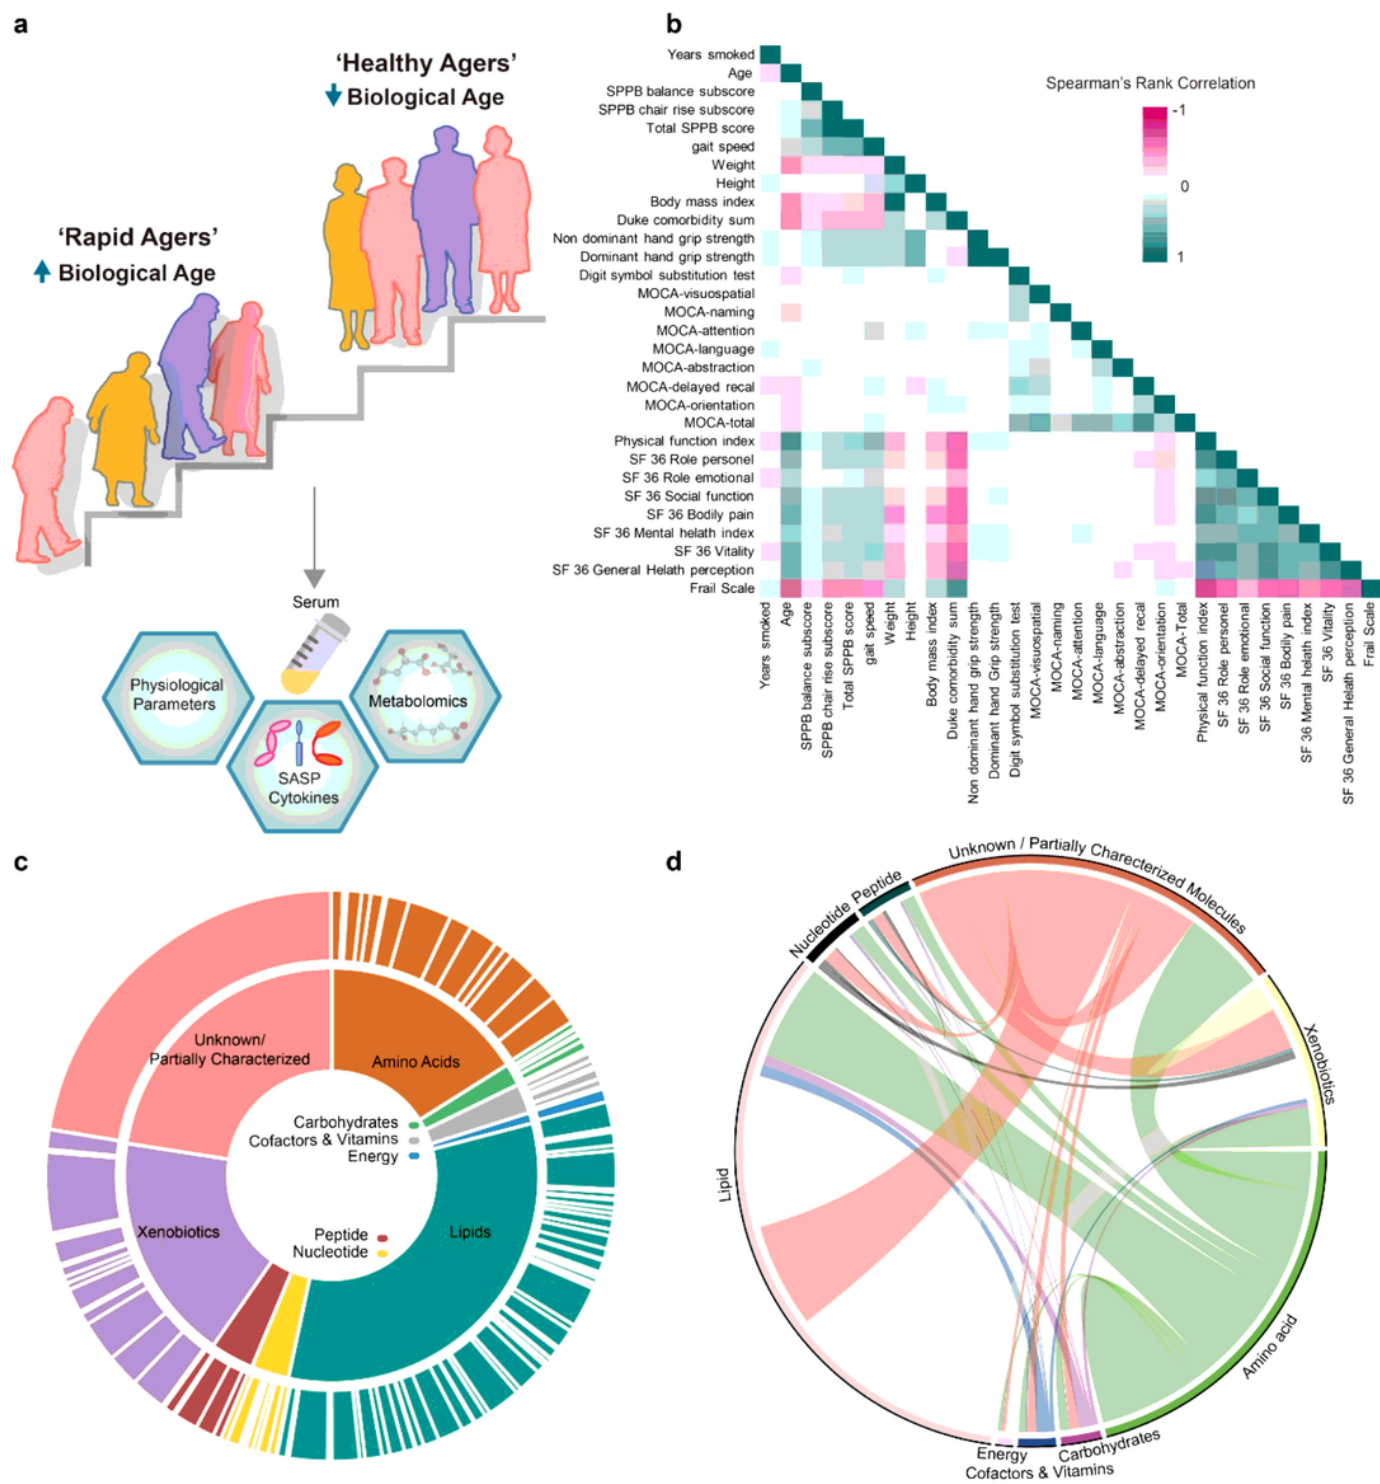 a
'Healthy Agers'
Biological Age
'Rapid Agers'
Biological Age
Serum
Physiological
Parameters
Metabolomics
SASP
Cytokines
b
Spearman's Rank Correlation
-1
0
1
Years smoked
Age
SPPB balance subscore
SPPB chair rise subscore
Total SPPB score
gait speed
Weight
Height
Body mass index
Duke comorbidity sum
Non dominant hand grip strength
Dominant hand grip strength
Digit symbol substitution test
MOCA-visuospatial
MOCA-naming
MOCA-attention
MOCA-language
MOCA-abstraction
MOCA-delayed recal
MOCA-orientation
MOCA-total
Physical function index
SF 36 Role personel
SF 36 Role emotional
SF 36 Social function
SF 36 Bodily pain
SF 36 Mental helath index
SF 36 Vitality
SF 36 General Helath perception
Frail Scale
Years smoked
Age
SPPB balance subscore
SPPB chair rise subscore
Total SPPB score
gait speed
Weight
Height
Body mass index
Duke comorbidity sum
Non dominant hand grip strength
Dominant hand Grip strength
Digit symbol substitution test
MOCA-visuospatial
MOCA-naming
MOCA-attention
MOCA-language
MOCA-abstraction
MOCA-delayed recal
MOCA-orientation
MOCA-Total
Physical function index
SF 36 Role personel
SF 36 Role emotional
SF 36 Social function
SF 36 Bodily pain
SF 36 Mental helath index
SF 36 Vitality
SF 36 General Helath perception
Frail Scale
c
Unknown/
Partially Characterized
Amino Acids
Carbohydrates
Cofactors & Vitamins
Energy
Xenobiotics
Peptide
Nucleotide
Lipids
d
Unknown / Partially Charecterized Molecules
Nucleotide
Peptide
Xenobiotics
Lipid
Amino acid
Energy
Carbohydrates
Cofactors & Vitamins